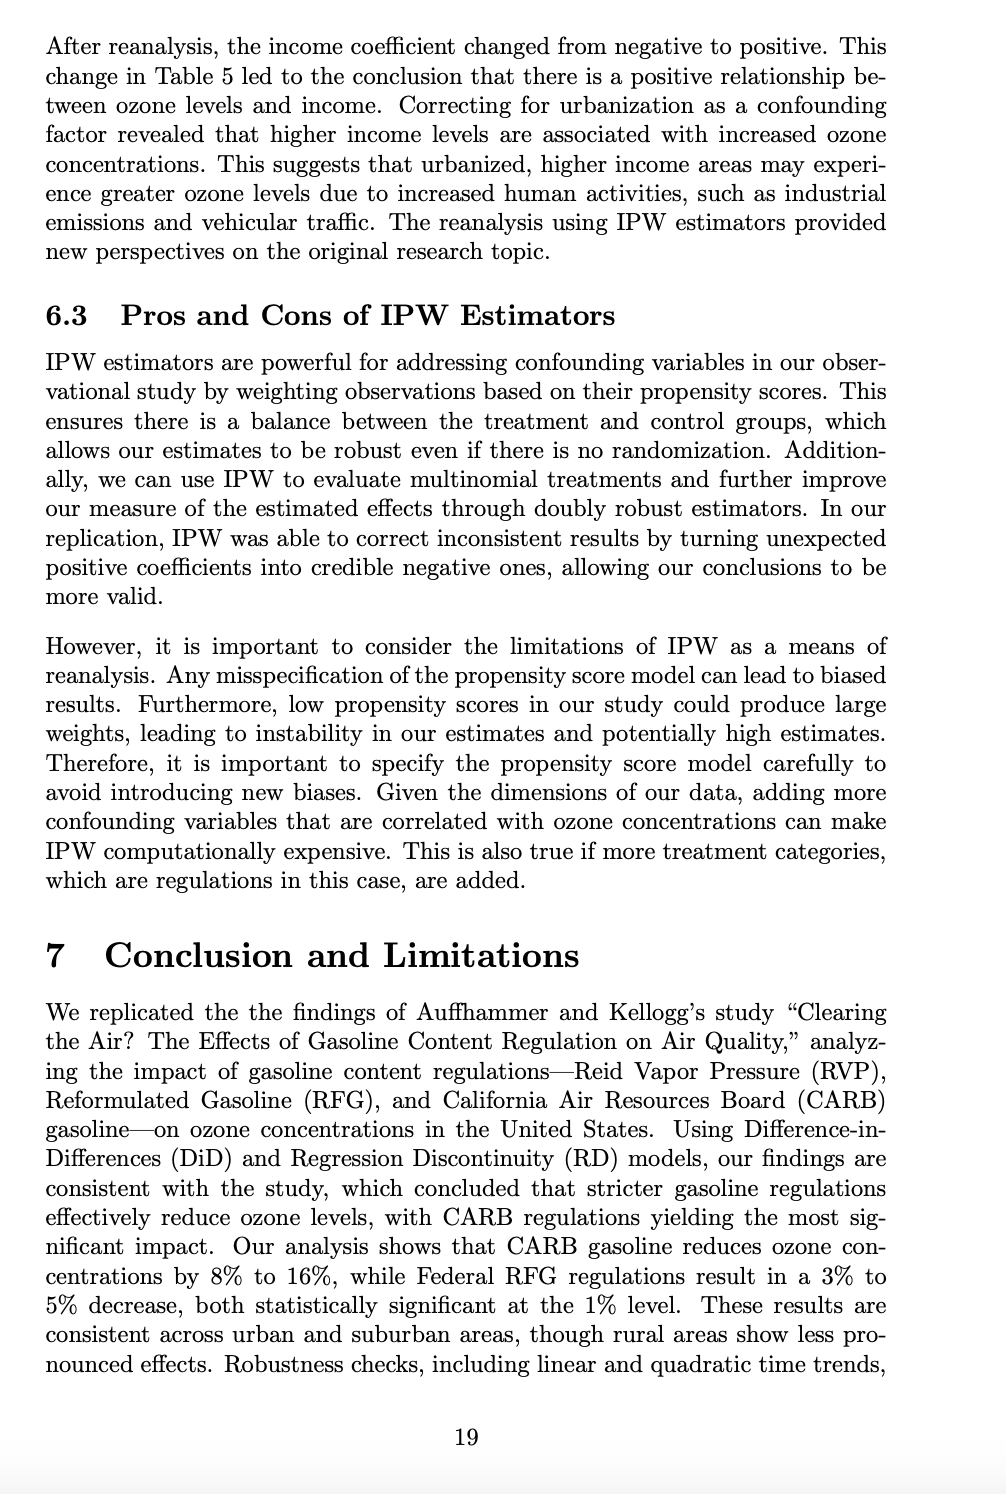 After reanalysis, the income coefficient changed from negative to positive. This
change in Table 5 led to the conclusion that there is a positive relationship be-
tween ozone levels and income. Correcting for urbanization as a confounding
factor revealed that higher income levels are associated with increased ozone
concentrations. This suggests that urbanized, higher income areas may experi-
ence greater ozone levels due to increased human activities, such as industrial
emissions and vehicular traffic. The reanalysis using IPW estimators provided
new perspectives on the original research topic.
6.3 Pros and Cons of IPW Estimators
IPW estimators are powerful for addressing confounding variables in our obser-
vational study by weighting observations based on their propensity scores. This
ensures there is a balance between the treatment and control groups, which
allows our estimates to be robust even if there is no randomization. Addition-
ally, we can use IPW to evaluate multinomial treatments and further improve
our measure of the estimated effects through doubly robust estimators. In our
replication, IPW was able to correct inconsistent results by turning unexpected
positive coefficients into credible negative ones, allowing our conclusions to be
more valid.
However, it is important to consider the limitations of IPW as a means of
reanalysis. Any misspecification of the propensity score model can lead to biased
results. Furthermore, low propensity scores in our study could produce large
weights, leading to instability in our estimates and potentially high estimates.
Therefore, it is important to specify the propensity score model carefully to
avoid introducing new biases. Given the dimensions of our data, adding more
confounding variables that are correlated with ozone concentrations can make
IPW computationally expensive. This is also true if more treatment categories,
which are regulations in this case, are added.
7 Conclusion and Limitations
We replicated the the findings of Auffhammer and Kellogg's study “Clearing
the Air? The Effects of Gasoline Content Regulation on Air Quality,” analyz-
ing the impact of gasoline content regulations—Reid Vapor Pressure (RVP),
Reformulated Gasoline (RFG), and California Air Resources Board (CARB)
gasoline—on ozone concentrations in the United States. Using Difference-in-
Differences (DiD) and Regression Discontinuity (RD) models, our findings are
consistent with the study, which concluded that stricter gasoline regulations
effectively reduce ozone levels, with CARB regulations yielding the most sig-
nificant impact. Our analysis shows that CARB gasoline reduces ozone con-
centrations by 8% to 16%, while Federal RFG regulations result in a 3% to
5% decrease, both statistically significant at the 1% level. These results are
consistent across urban and suburban areas, though rural areas show less pro-
nounced effects. Robustness checks, including linear and quadratic time trends,
19